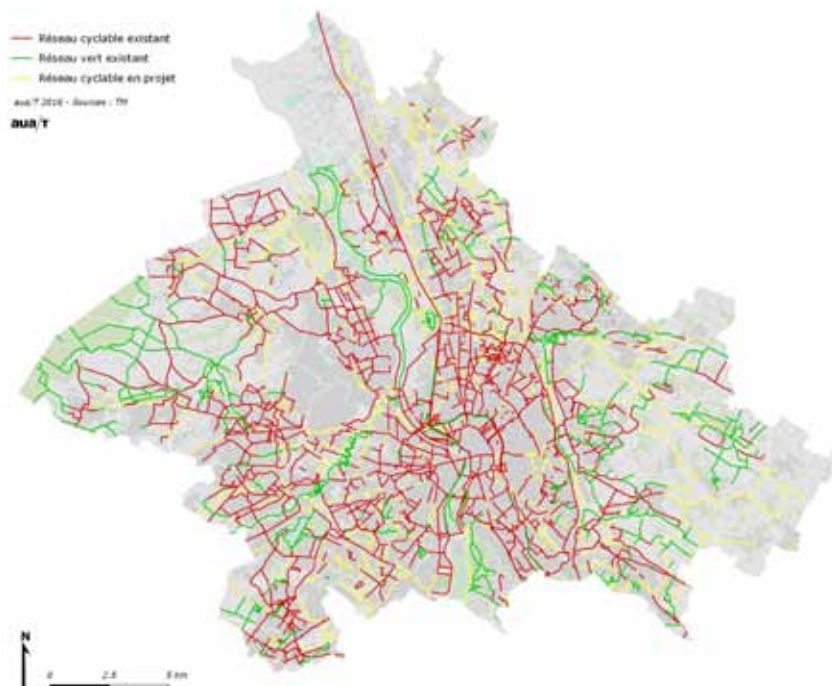 Réseau cyclable existant
Réseau vert existant
Réseau cyclable en projet
aua/T 2016 - Sources : TM
aua/T
N
0 2.5 5 km